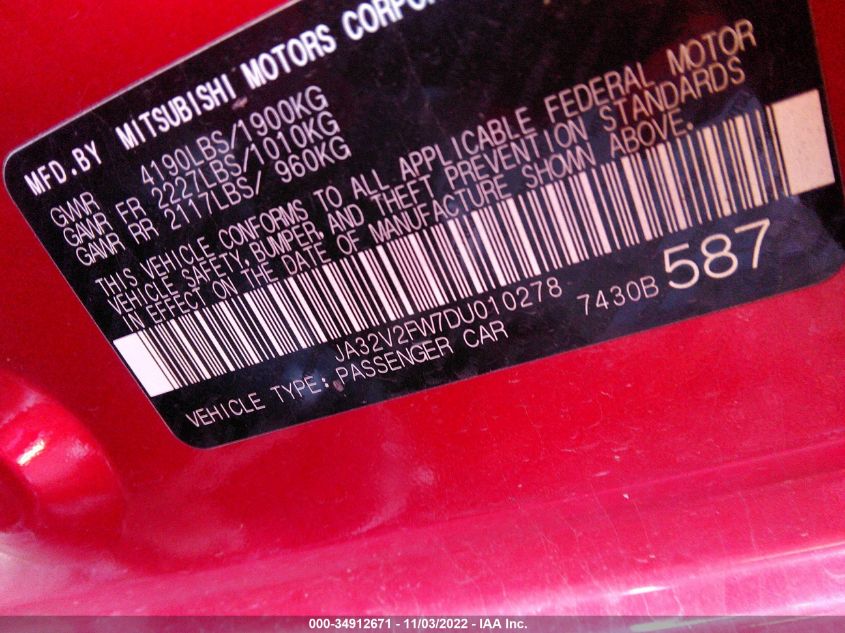 MFD.BY MITSUBISHI MOTORS
GVWR 4190LBS/1900KG
GAWR FR 2227LBS/1010KG
GAWR RR 2117LBS/ 960KG
THIS VEHICLE CONFORMS TO ALL APPLICABLE FEDERAL MOTOR
VEHICLE SAFETY, BUMPER, AND THEFT PREVENTION STANDARDS
IN EFFECT ON THE DATE OF MANUFACTURE SHOWN ABOVE.
JA32V2FW7DU010278 7430B 587
VEHICLE TYPE: PASSENGER CAR
000-34912671 - 11/03/2022 - IAA Inc.